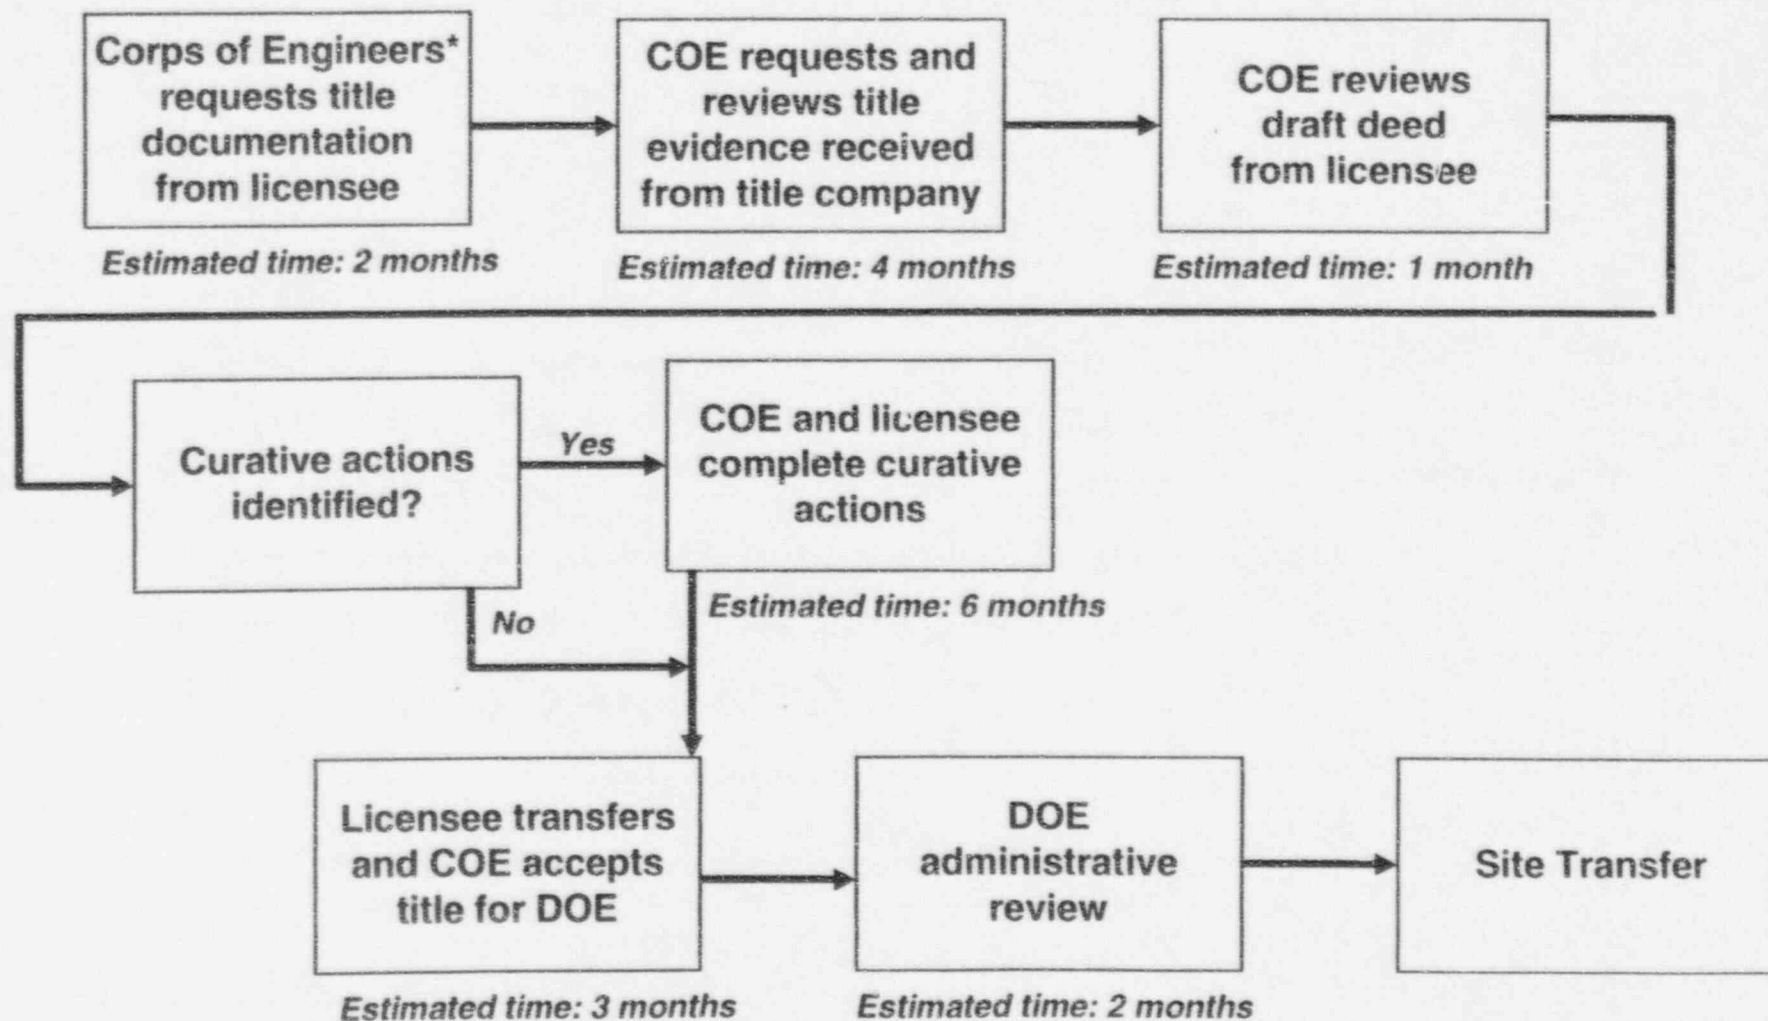 Corps of Engineers*
requests title
documentation
from licensee
Estimated time: 2 months
COE requests and
reviews title
evidence received
from title company
Estimated time: 4 months
COE reviews
draft deed
from licensee
Estimated time: 1 month
Curative actions
identified?
Yes
No
COE and licensee
complete curative
actions
Estimated time: 6 months
Licensee transfers
and COE accepts
title for DOE
Estimated time: 3 months
DOE
administrative
review
Estimated time: 2 months
Site Transfer